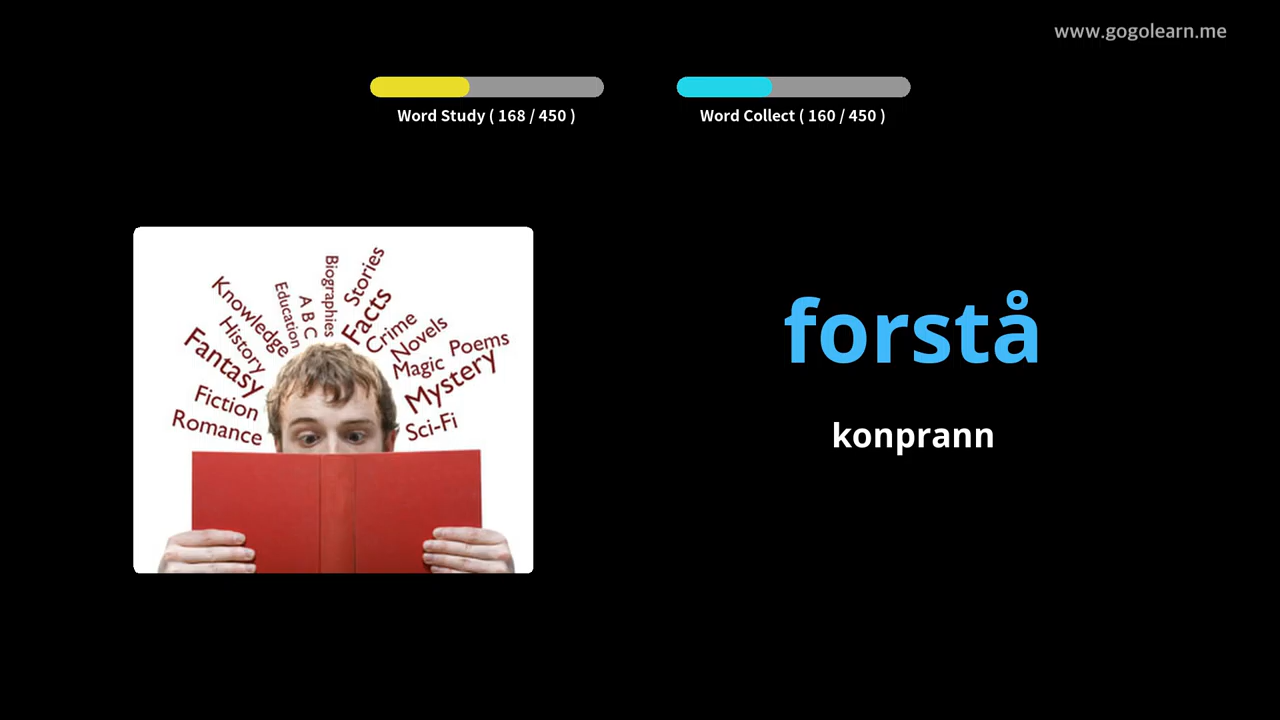 www.gogolearn.me
Word Study ( 168 / 450 )
Word Collect ( 160 / 450 )
Stories
Biographies
Facts
A B C
Education
Knowledge
Crime
Novels
History
Poems
Fantasy
Magic
Mystery
Fiction
Romance
Sci-Fi
forstå
konprann